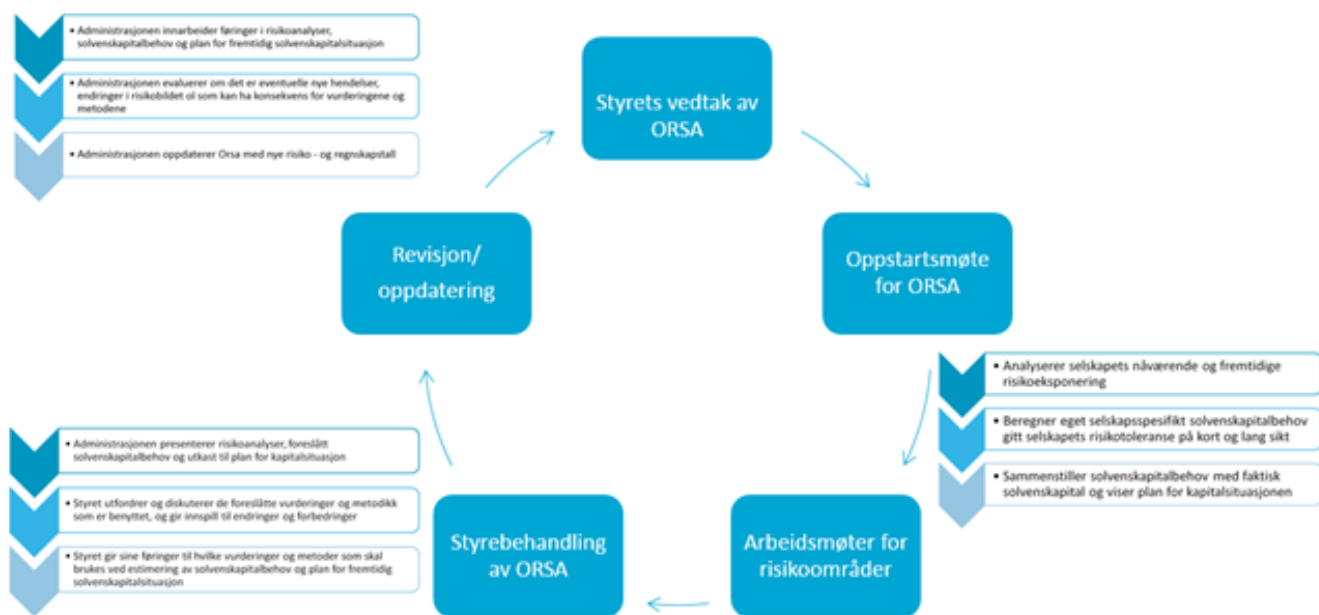 • Administrasjonen innarbeider føringer i risikoanalyser,
solvenskapitalbehov og plan for fremtidig solvenskapitalsituasjon
• Administrasjonen evaluerer om det er eventuelle nye hendelser,
endringer i risikobildet ol som kan ha konsekvens for vurderingene og
metodene
• Administrasjonen oppdaterer Orsa med nye risiko - og regnskapstall
Styrets vedtak av
ORSA
Oppstartsmøte
for ORSA
• Analyserer selskapets nåværende og fremtidige
risikoeksponering
• Beregner eget selskapsspesifikt solvenskapitalbehov
gitt selskapets risikotoleranse på kort og lang sikt
• Sammenstiller solvenskapitalbehov med faktisk
solvenskapital og viser plan for kapitalsituasjonen
Arbeidsmøter for
risikoområder
Styrebehandling
av ORSA
• Administrasjonen presenterer risikoanalyser, foreslått
solvenskapitalbehov og utkast til plan for kapitalsituasjon
• Styret utfordrer og diskuterer de foreslåtte vurderinger og metodikk
som er benyttet, og gir innspill til endringer og forbedringer
• Styret gir sine føringer til hvilke vurderinger og metoder som skal
brukes ved estimering av solvenskapitalbehov og plan for fremtidig
solvenskapitalsituasjon
Revisjon/
oppdatering